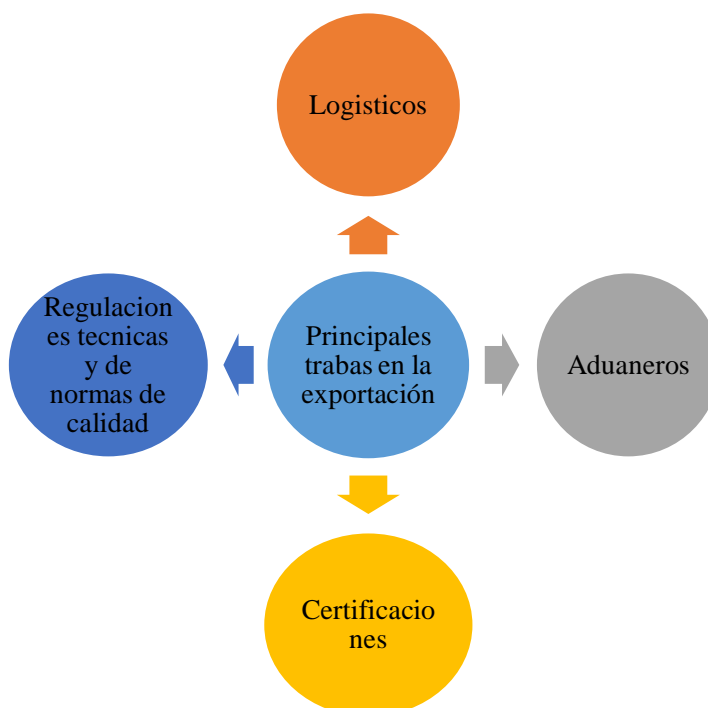 Logisticos
Regulacion
es tecnicas
y de
normas de
calidad
Principales
trabas en la
exportación
Aduaneros
Certificacio
nes